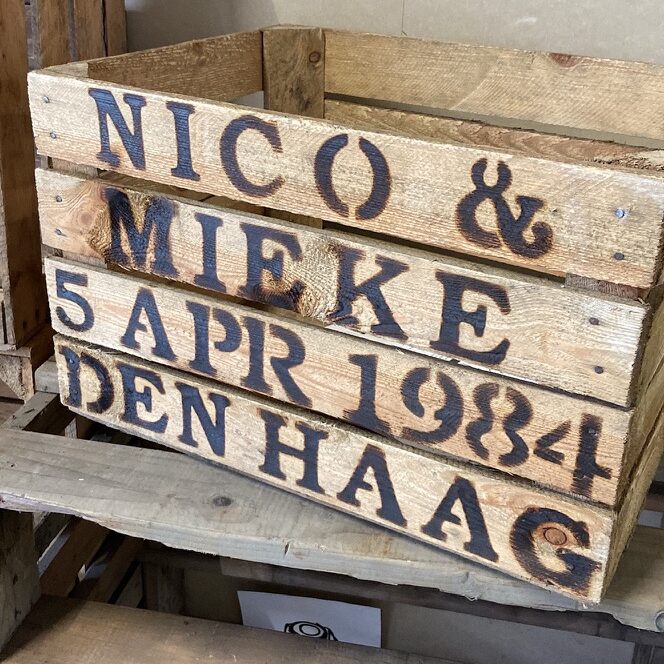 NICO &
MIEKE
5 APR 1984
DEN HAAG